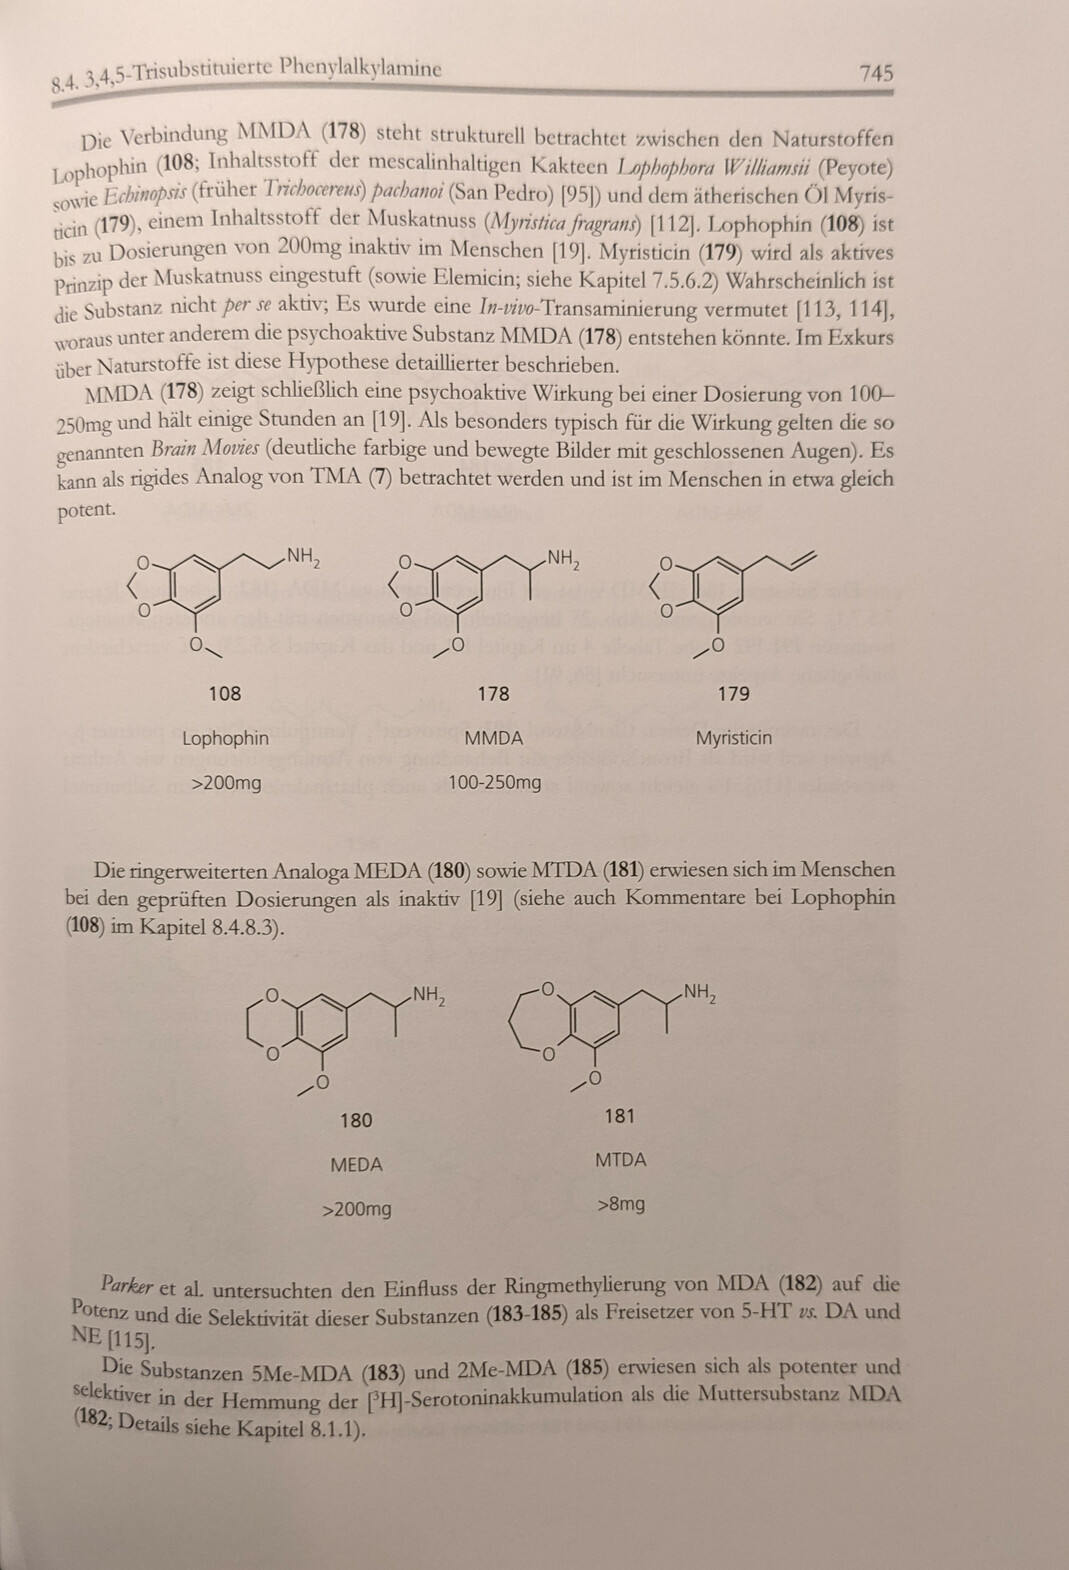 8.4. 3,4,5-Trisubstituierte Phenylalkylamine 745
Die Verbindung MMDA (178) steht strukturell betrachtet zwischen den Naturstoffen
Lophophin (108; Inhaltsstoff der mescalinhaltigen Kakteen Lophophora Williamsii (Peyote)
sowie Echinopsis (früher Trichocereus) pachanoi (San Pedro) [95]) und dem ätherischen Öl Myris-
ticin (179), einem Inhaltsstoff der Muskatnuss (Myristica fragrans) [112]. Lophophin (108) ist
bis zu Dosierungen von 200mg inaktiv im Menschen [19]. Myristicin (179) wird als aktives
Prinzip der Muskatnuss eingestuft (sowie Elemicin; siehe Kapitel 7.5.6.2) Wahrscheinlich ist
die Substanz nicht per se aktiv; Es wurde eine In-vivo-Transaminierung vermutet [113, 114],
woraus unter anderem die psychoaktive Substanz MMDA (178) entstehen könnte. Im Exkurs
über Naturstoffe ist diese Hypothese detaillierter beschrieben.
MMDA (178) zeigt schließlich eine psychoaktive Wirkung bei einer Dosierung von 100–
250mg und hält einige Stunden an [19]. Als besonders typisch für die Wirkung gelten die so
genannten Brain Movies (deutliche farbige und bewegte Bilder mit geschlossenen Augen). Es
kann als rigides Analog von TMA (7) betrachtet werden und ist im Menschen in etwa gleich
potent.
O O O NH₂
O O O NH₂
O O O
108 178 179
Lophophin MMDA Myristicin
>200mg 100-250mg
Die ringerweiterten Analoga MEDA (180) sowie MTDA (181) erwiesen sich im Menschen
bei den geprüften Dosierungen als inaktiv [19] (siehe auch Kommentare bei Lophophin
(108) im Kapitel 8.4.8.3).
O O O NH₂
O O O NH₂
180 181
MEDA MTDA
>200mg >8mg
Parker et al. untersuchten den Einfluss der Ringmethylierung von MDA (182) auf die
Potenz und die Selektivität dieser Substanzen (183-185) als Freisetzer von 5-HT vs. DA und
NE [115].
Die Substanzen 5Me-MDA (183) und 2Me-MDA (185) erwiesen sich als potenter und
selektiver in der Hemmung der [³H]-Serotoninakkumulation als die Muttersubstanz MDA
(182; Details siehe Kapitel 8.1.1).